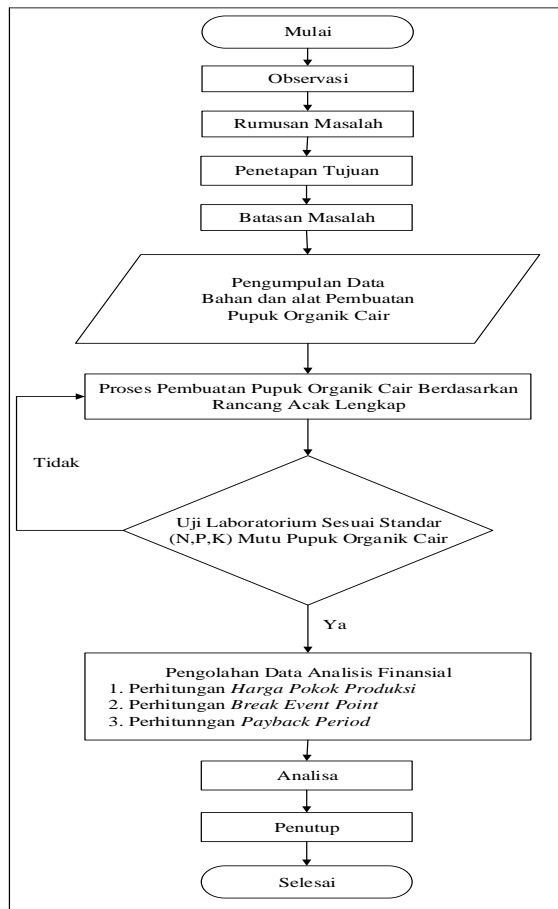 Mulai
Observasi
Rumusan Masalah
Penetapan Tujuan
Batasan Masalah
Pengumpulan Data
Bahan dan alat Pembuatan
Pupuk Organik Cair
Proses Pembuatan Pupuk Organik Cair Berdasarkan
Rancang Acak Lengkap
Tidak
Uji Laboratorium Sesuai Standar
(N,P,K) Mutu Pupuk Organik Cair
Ya
Pengolahan Data Analisis Finansial
1. Perhitungan Harga Pokok Produksi
2. Perhitungan Break Event Point
3. Perhitunngan Payback Period
Analisa
Penutup
Selesai